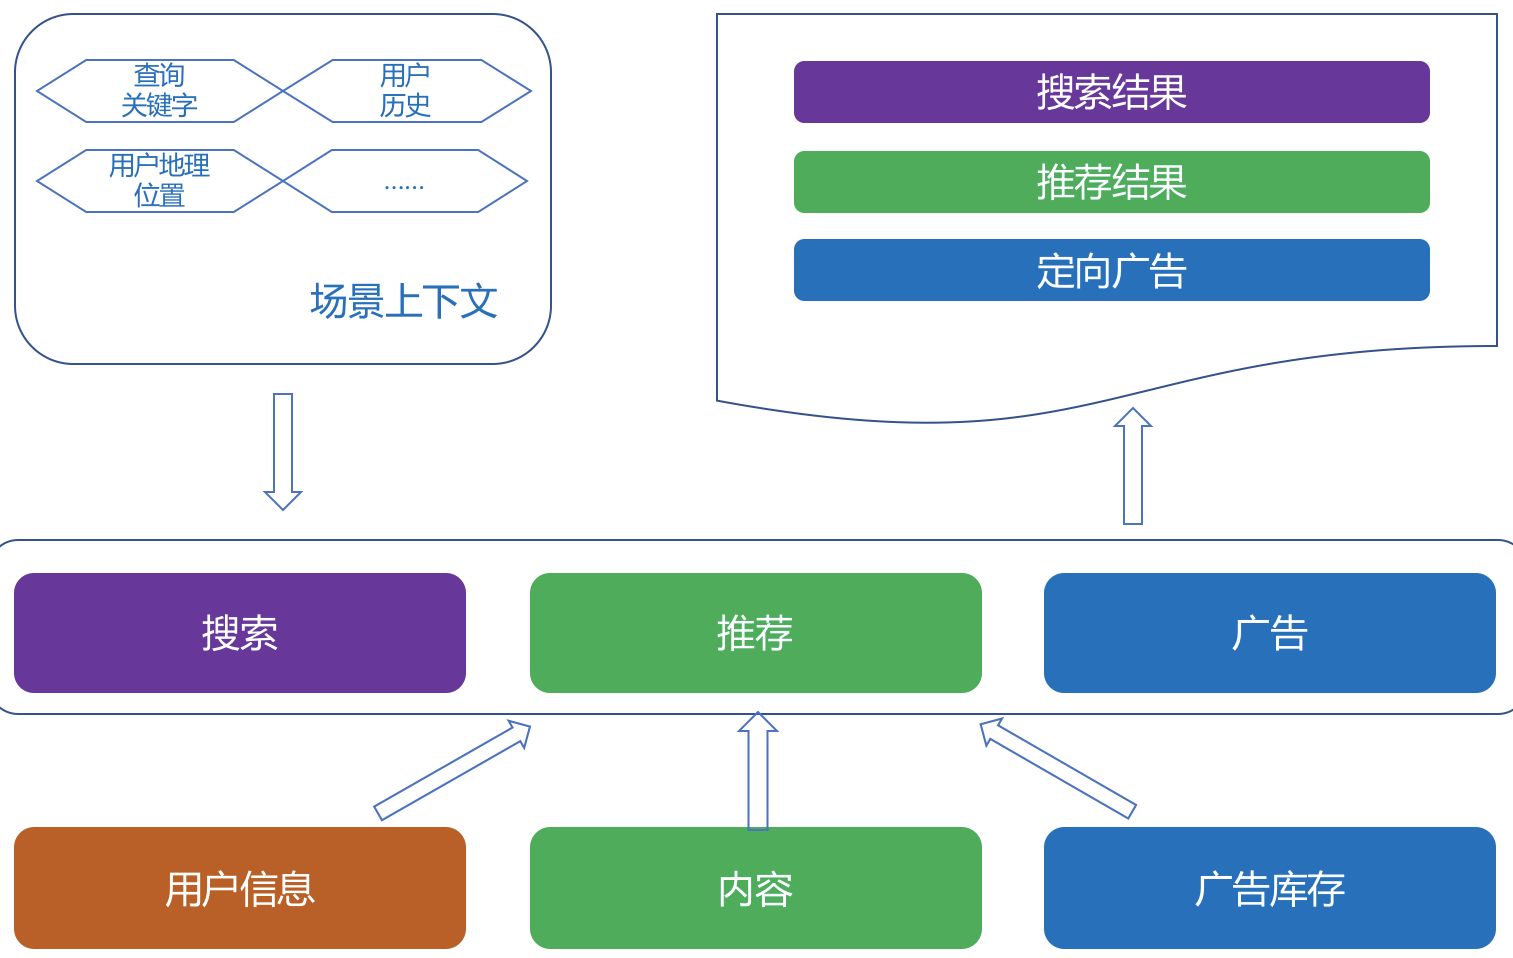 查询
关键字
用户
历史
用户地理
位置
……
场景上下文
搜索结果
推荐结果
定向广告
搜索
推荐
广告
用户信息
内容
广告库存